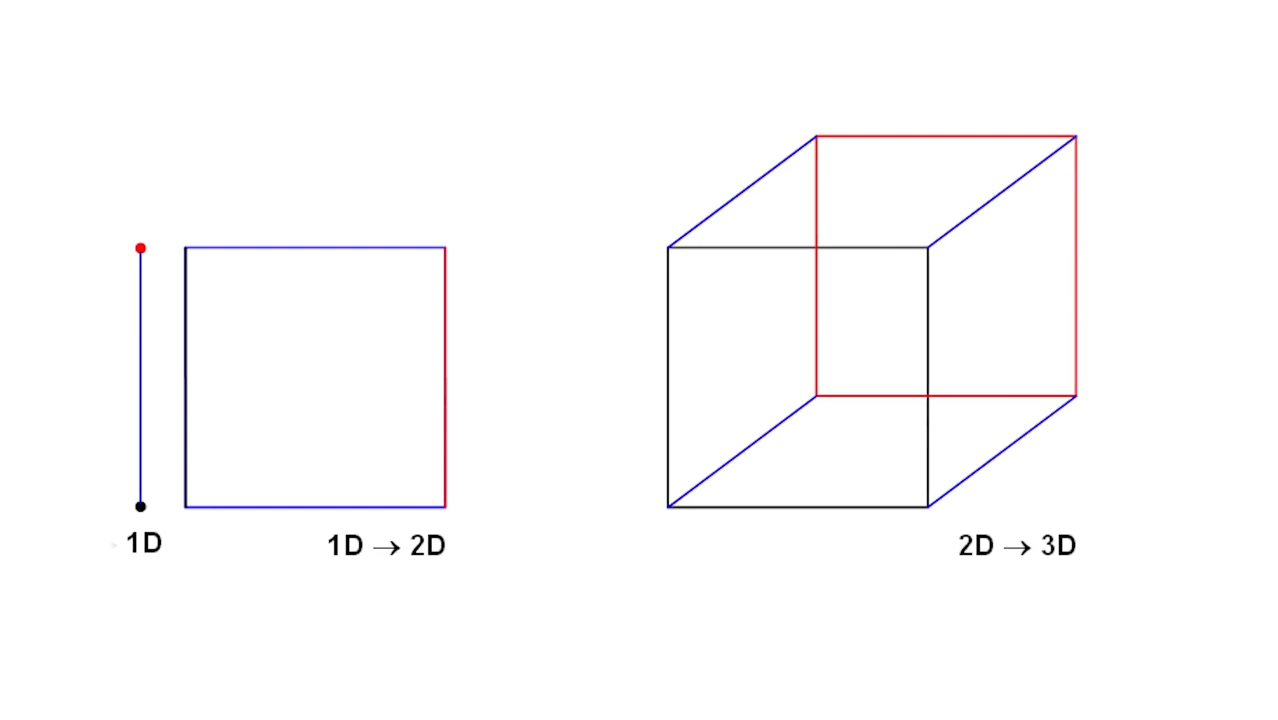 1D
1D → 2D
2D → 3D